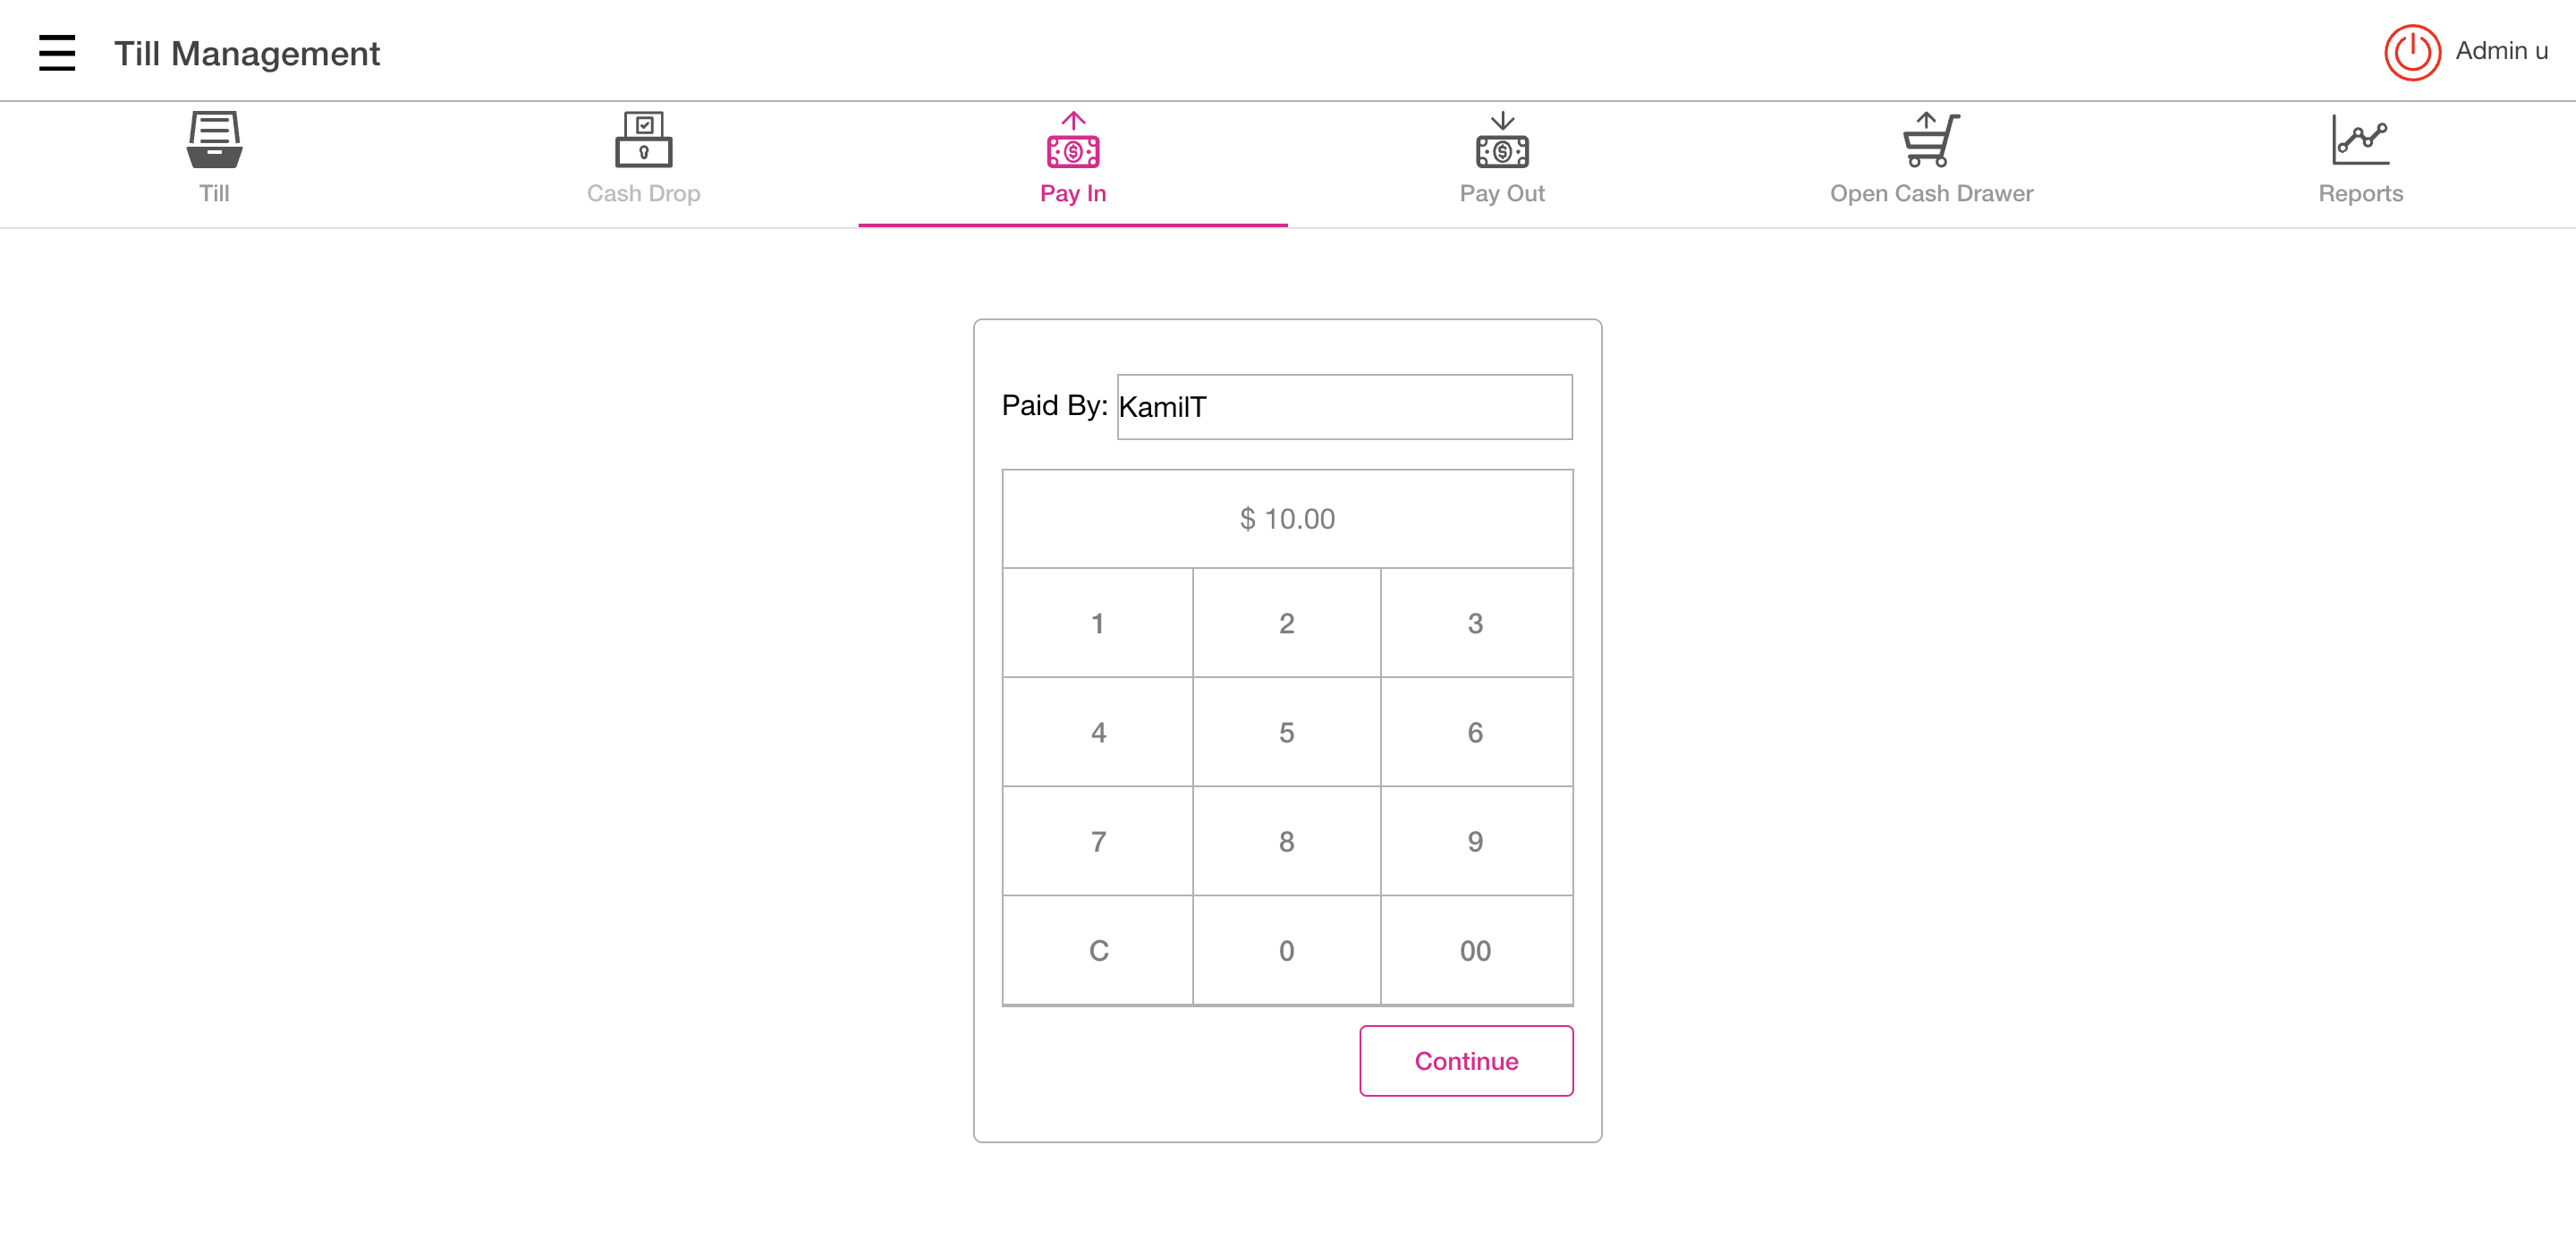 Till Management
Admin u
Till
Cash Drop
Pay In
Pay Out
Open Cash Drawer
Reports
Paid By: KamilT
$ 10.00
1 2 3
4 5 6
7 8 9
C 0 00
Continue